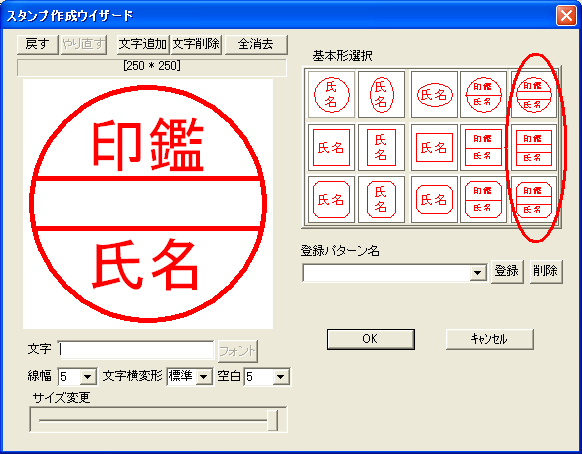 スタンプ作成ウイザード
戻す やり直す 文字追加 文字削除 全消去
[250 * 250]
印鑑
氏名
文字 フォント
線幅 5 文字横変形 標準 空白 5
サイズ変更
基本形選択
氏名 氏名 氏名 印鑑氏名 印鑑氏名
氏名 氏名 氏名 印鑑氏名 印鑑氏名
氏名 氏名 氏名 印鑑氏名 印鑑氏名
登録パターン名
登録 削除
OK キャンセル